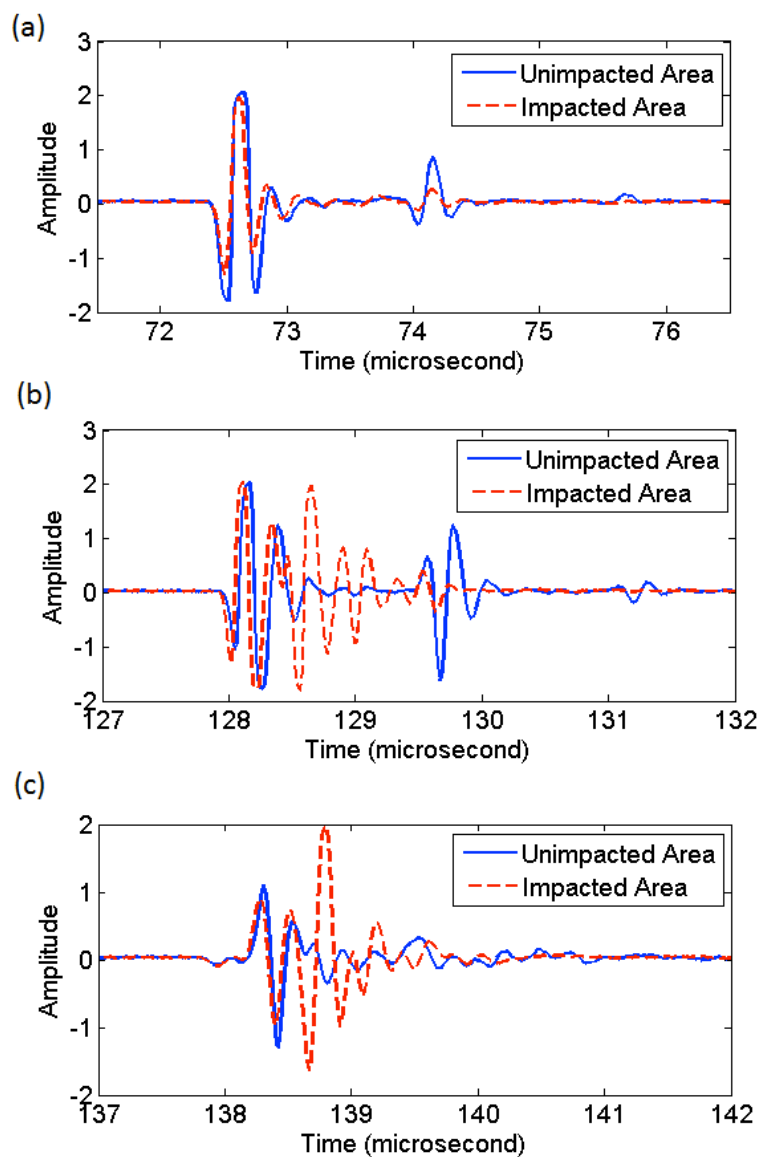 (a)
3
2
1
0
-1
-2
Amplitude
Unimpacted Area
Impacted Area
72 73 74 75 76
Time (microsecond)
(b)
3
2
1
0
-1
-2
Amplitude
Unimpacted Area
Impacted Area
127 128 129 130 131 132
Time (microsecond)
(c)
2
1
0
-1
-2
Amplitude
Unimpacted Area
Impacted Area
137 138 139 140 141 142
Time (microsecond)